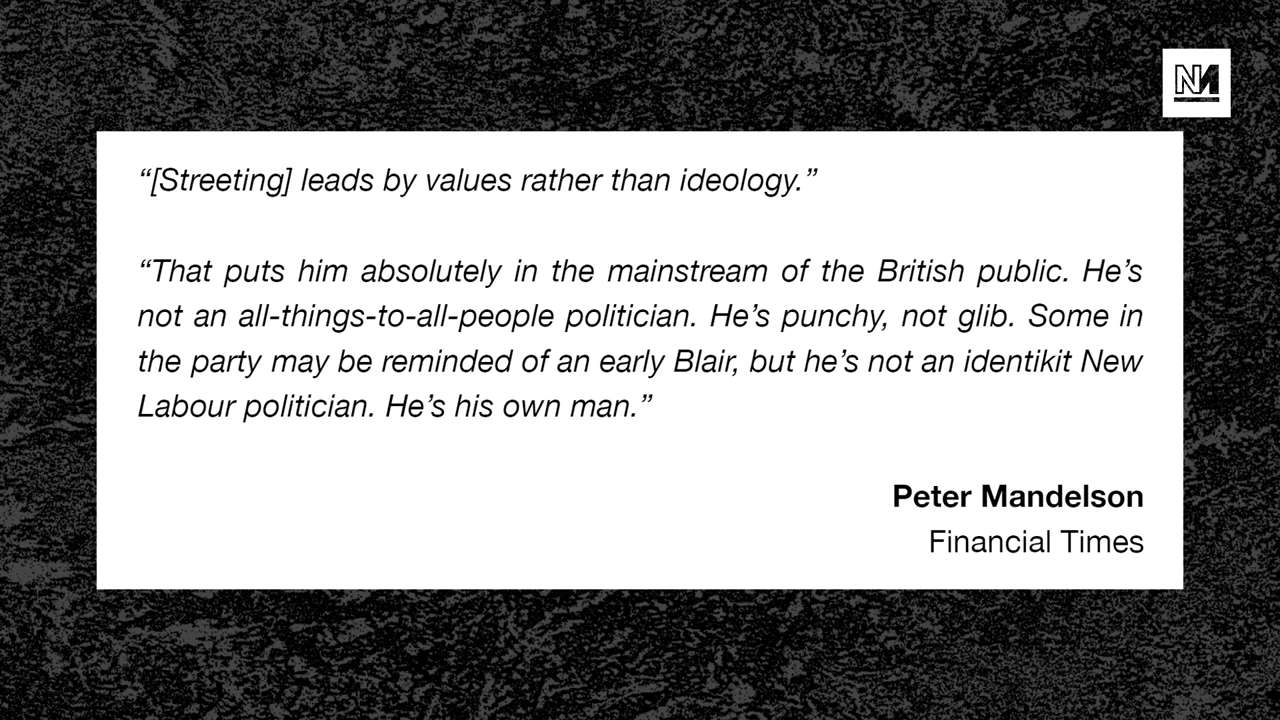 “[Streeting] leads by values rather than ideology.”
“That puts him absolutely in the mainstream of the British public. He’s
not an all-things-to-all-people politician. He’s punchy, not glib. Some in
the party may be reminded of an early Blair, but he’s not an identikit New
Labour politician. He’s his own man.”
Peter Mandelson
Financial Times